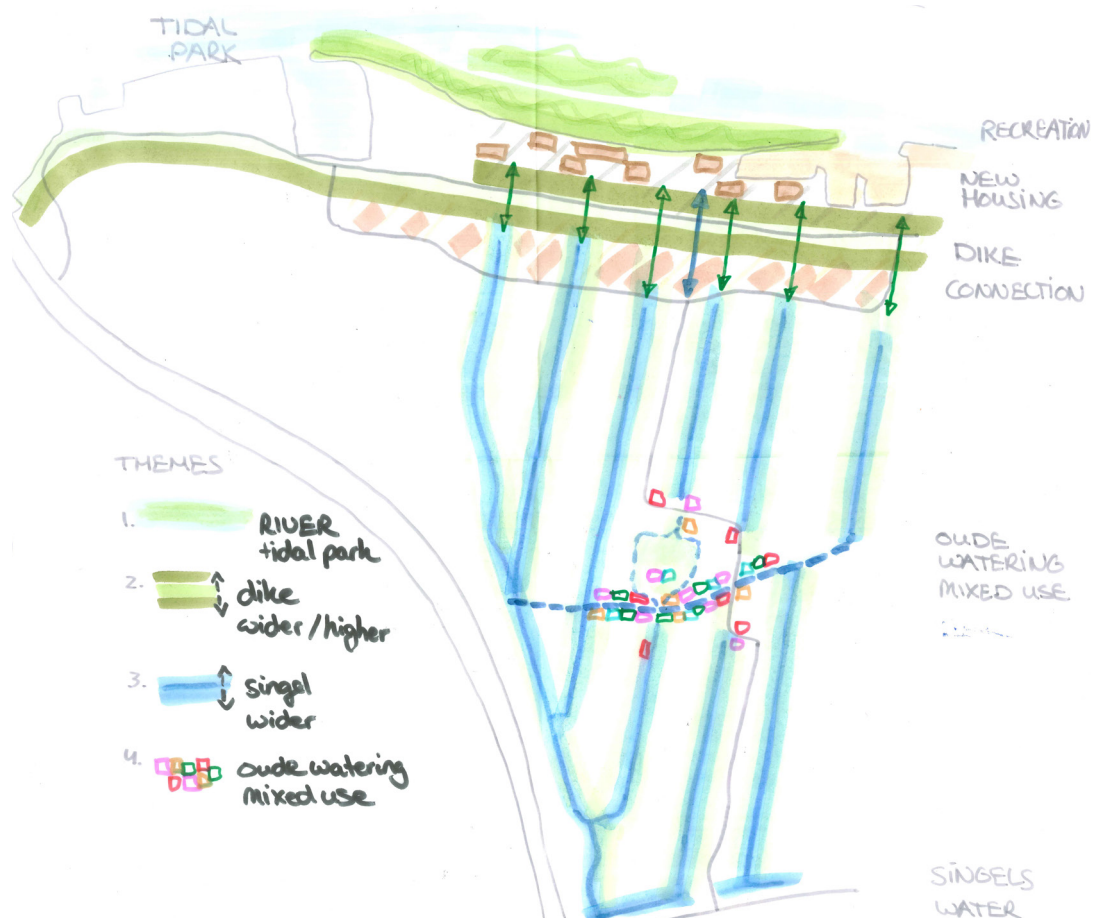 TIDAL
PARK
RECREATION
NEW
HOUSING
DIKE
CONNECTION
THEMES
1. RIVER
tidal park
2. dike
wider/higher
3. singel
wider
4. oude watering
mixed use
OUDE
WATERING
MIXED USE
SINGELS
WATER